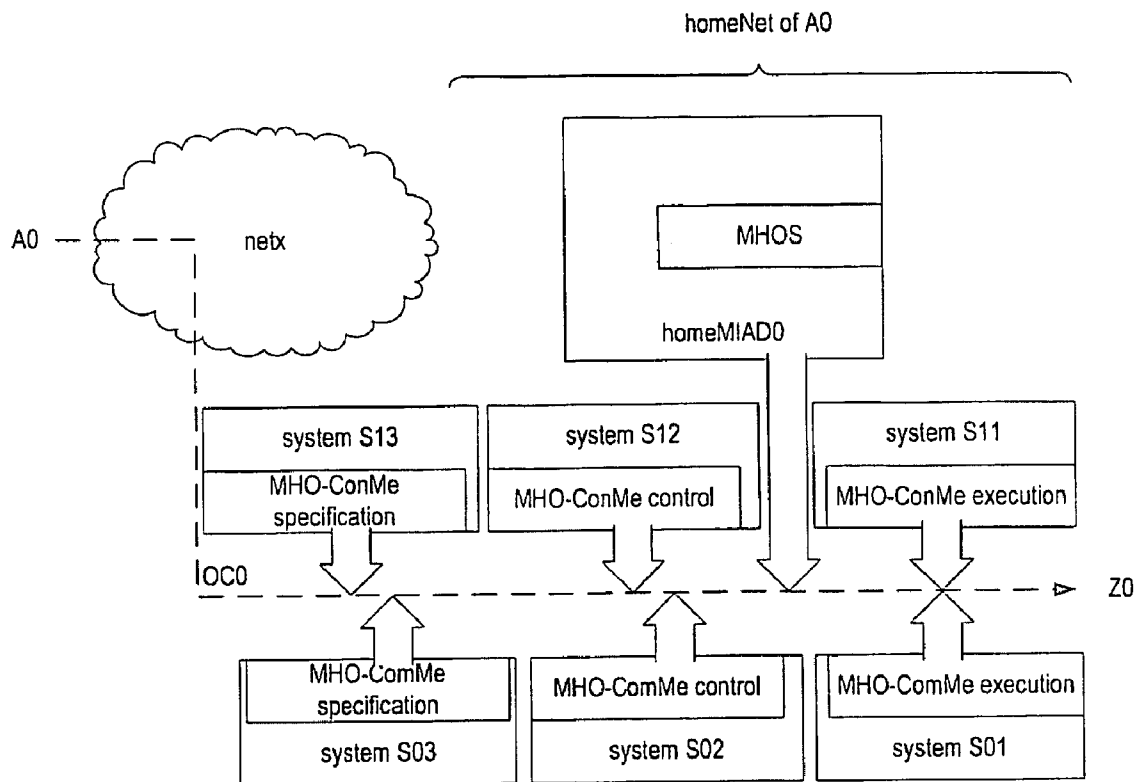 homeNet of A0
A0
netx
MHOS
homeMIAD0
system S13
MHO-ConMe
specification
system S12
MHO-ConMe control
system S11
MHO-ConMe execution
OC0
Z0
MHO-ComMe
specification
system S03
MHO-ComMe control
system S02
MHO-ComMe execution
system S01